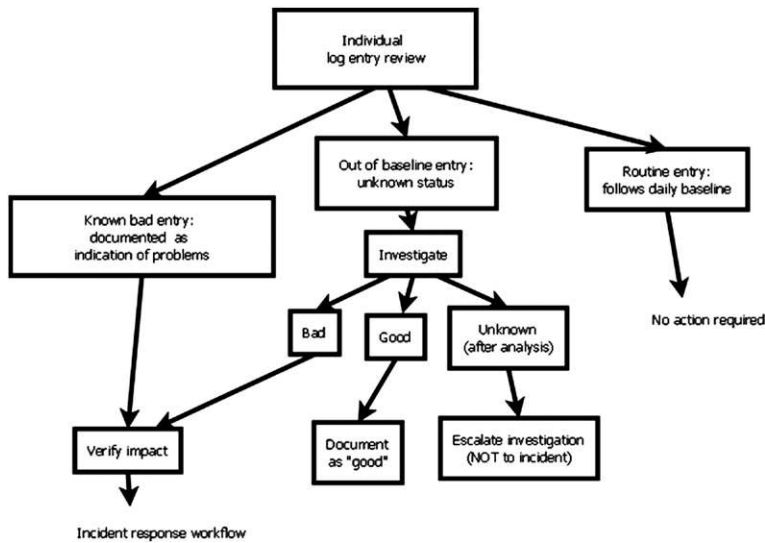 Individual
log entry review
Out of baseline entry:
unknown status
Routine entry:
follows daily baseline
Known bad entry:
documented as
indication of problems
Investigate
Bad
Good
Unknown
(after analysis)
No action required
Verify impact
Document
as "good"
Escalate investigation
(NOT to incident)
Incident response workflow